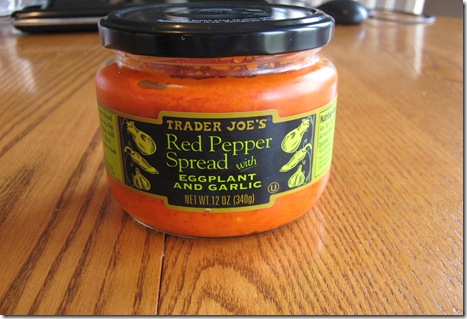 TRADER JOE'S
Red Pepper
Spread with
EGGPLANT
AND GARLIC
NET WT. 12 OZ (340g)
U